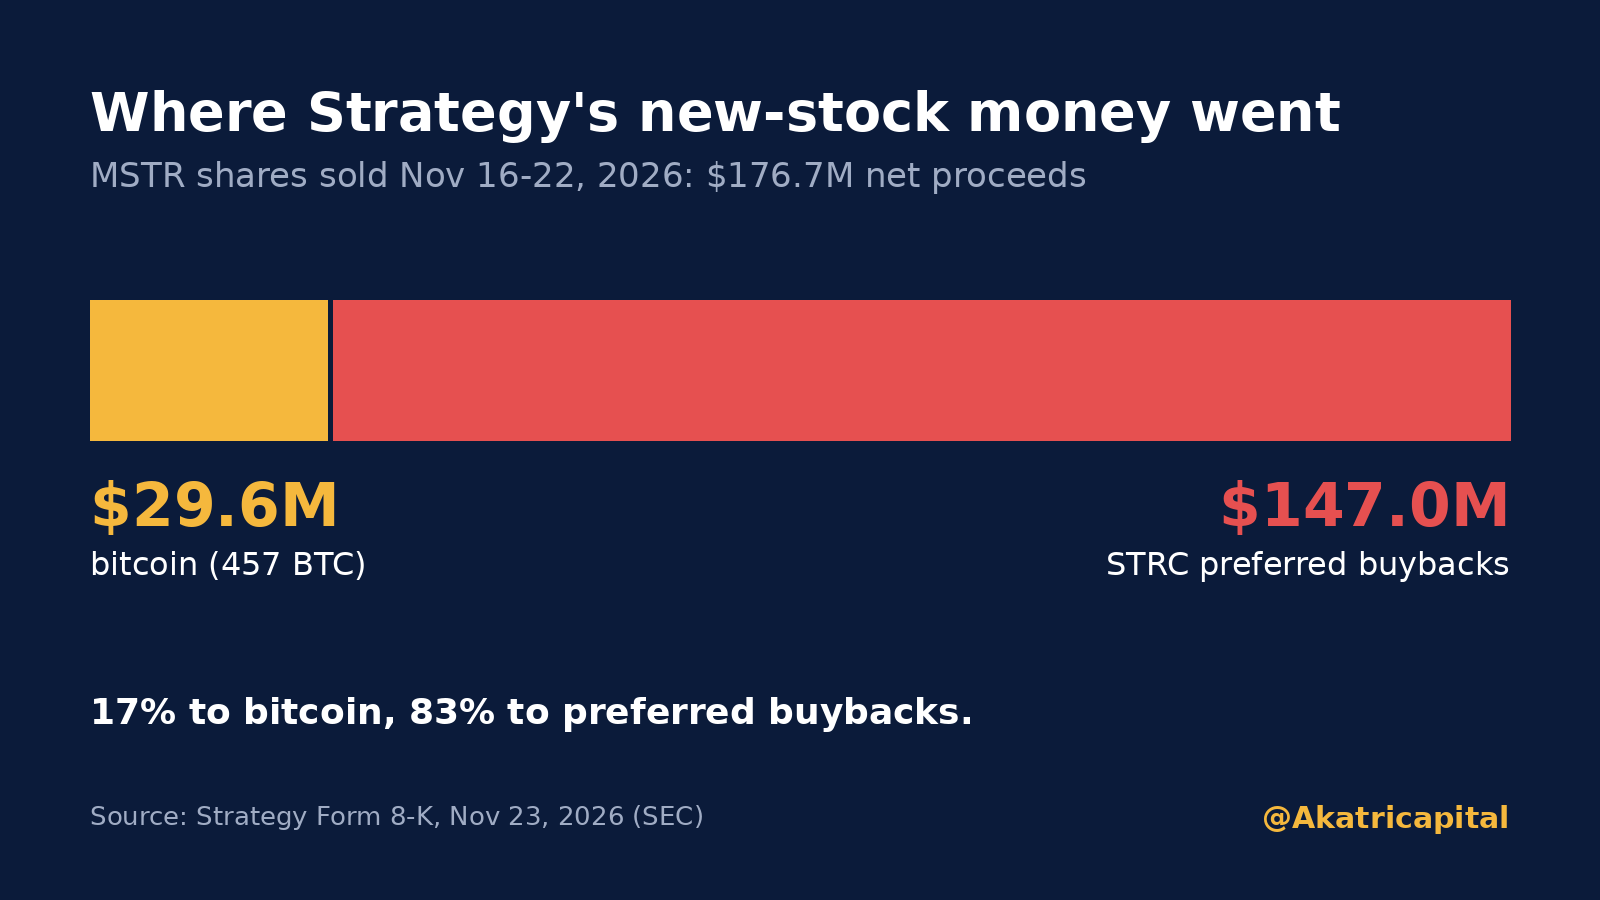 Where Strategy's new-stock money went
MSTR shares sold Nov 16-22, 2026: $176.7M net proceeds
$29.6M
bitcoin (457 BTC)
$147.0M
STRC preferred buybacks
17% to bitcoin, 83% to preferred buybacks.
Source: Strategy Form 8-K, Nov 23, 2026 (SEC)
@Akatricapital